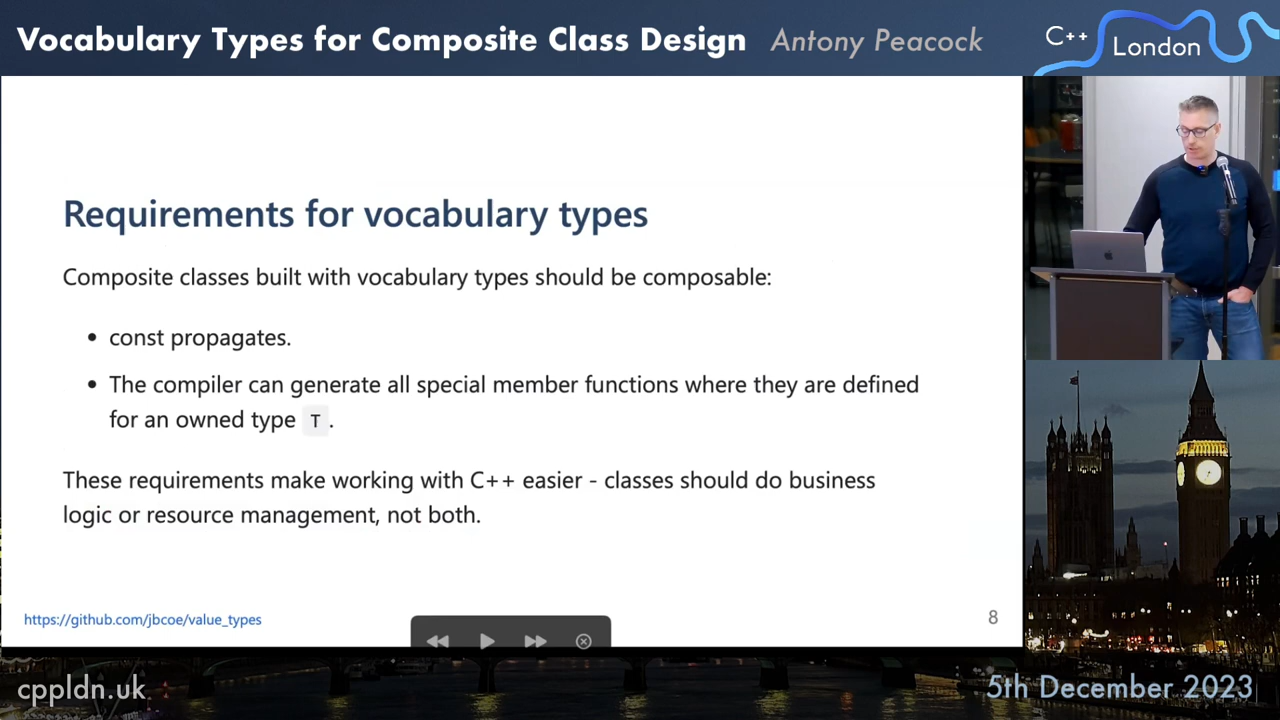 Vocabulary Types for Composite Class Design Antony Peacock
C++ London
Requirements for vocabulary types
Composite classes built with vocabulary types should be composable:
• const propagates.
• The compiler can generate all special member functions where they are defined
for an owned type T.
These requirements make working with C++ easier - classes should do business
logic or resource management, not both.
https://github.com/jbcoe/value_types
8
cppldn.uk
5th December 2023